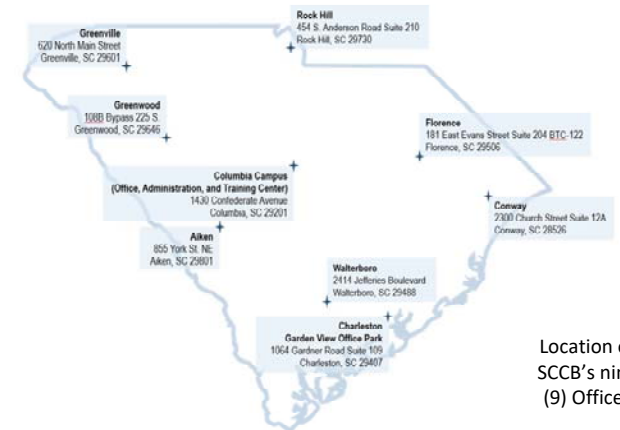 Rock Hill
454 S. Anderson Road Suite 210
Rock Hill, SC 29730
Greenville
620 North Main Street
Greenville, SC 29601
Greenwood
108B Bypass 225 S.
Greenwood, SC 29646
Florence
181 East Evans Street Suite 204 BTC-122
Florence, SC 29506
Columbia Campus
(Office, Administration, and Training Center)
1430 Confederate Avenue
Columbia, SC 29201
Conway
2300 Church Street Suite 12A
Conway, SC 28526
Aiken
855 York St. NE
Aiken, SC 29801
Walterboro
2414 Jefferies Boulevard
Walterboro, SC 29488
Charleston
Garden View Office Park
1064 Gardner Road Suite 109
Charleston, SC 29407
Location
SCCB's
(9)